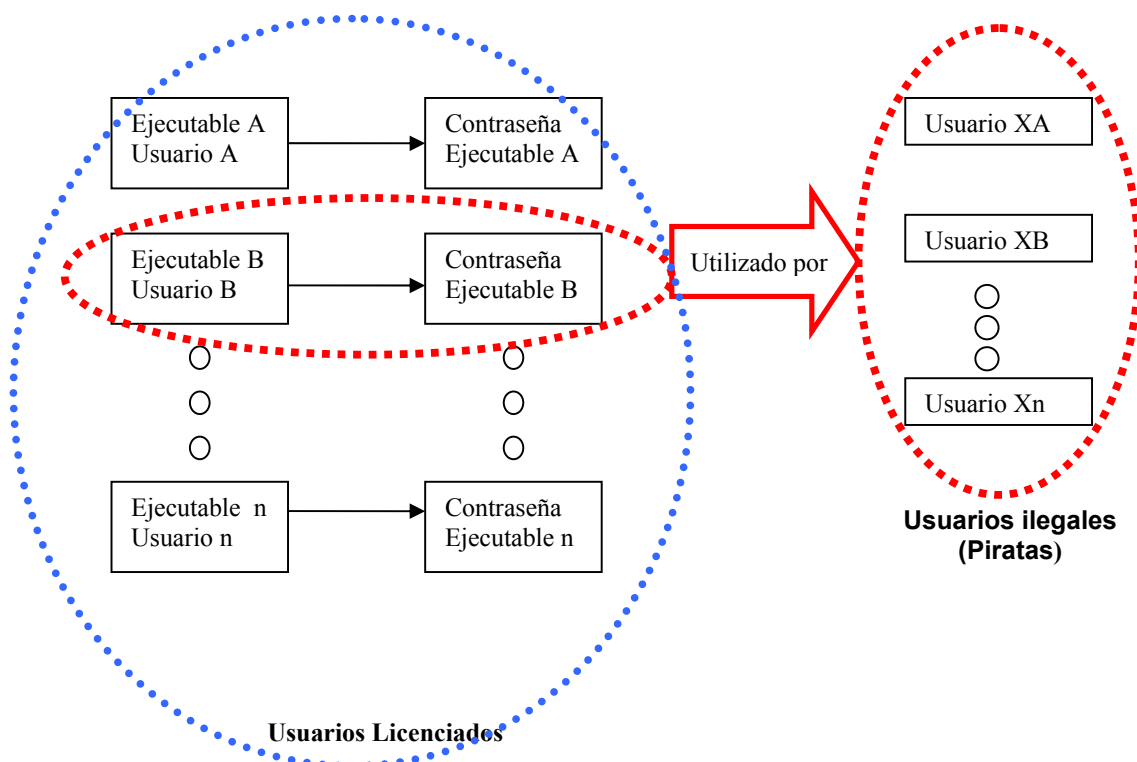 Ejecutable A
Usuario A
Contraseña
Ejecutable A
Usuario XA
Ejecutable B
Usuario B
Contraseña
Ejecutable B
Utilizado por
Usuario XB
Usuario Xn
Ejecutable n
Usuario n
Contraseña
Ejecutable n
Usuarios ilegales
(Piratas)
Usuarios Licenciados